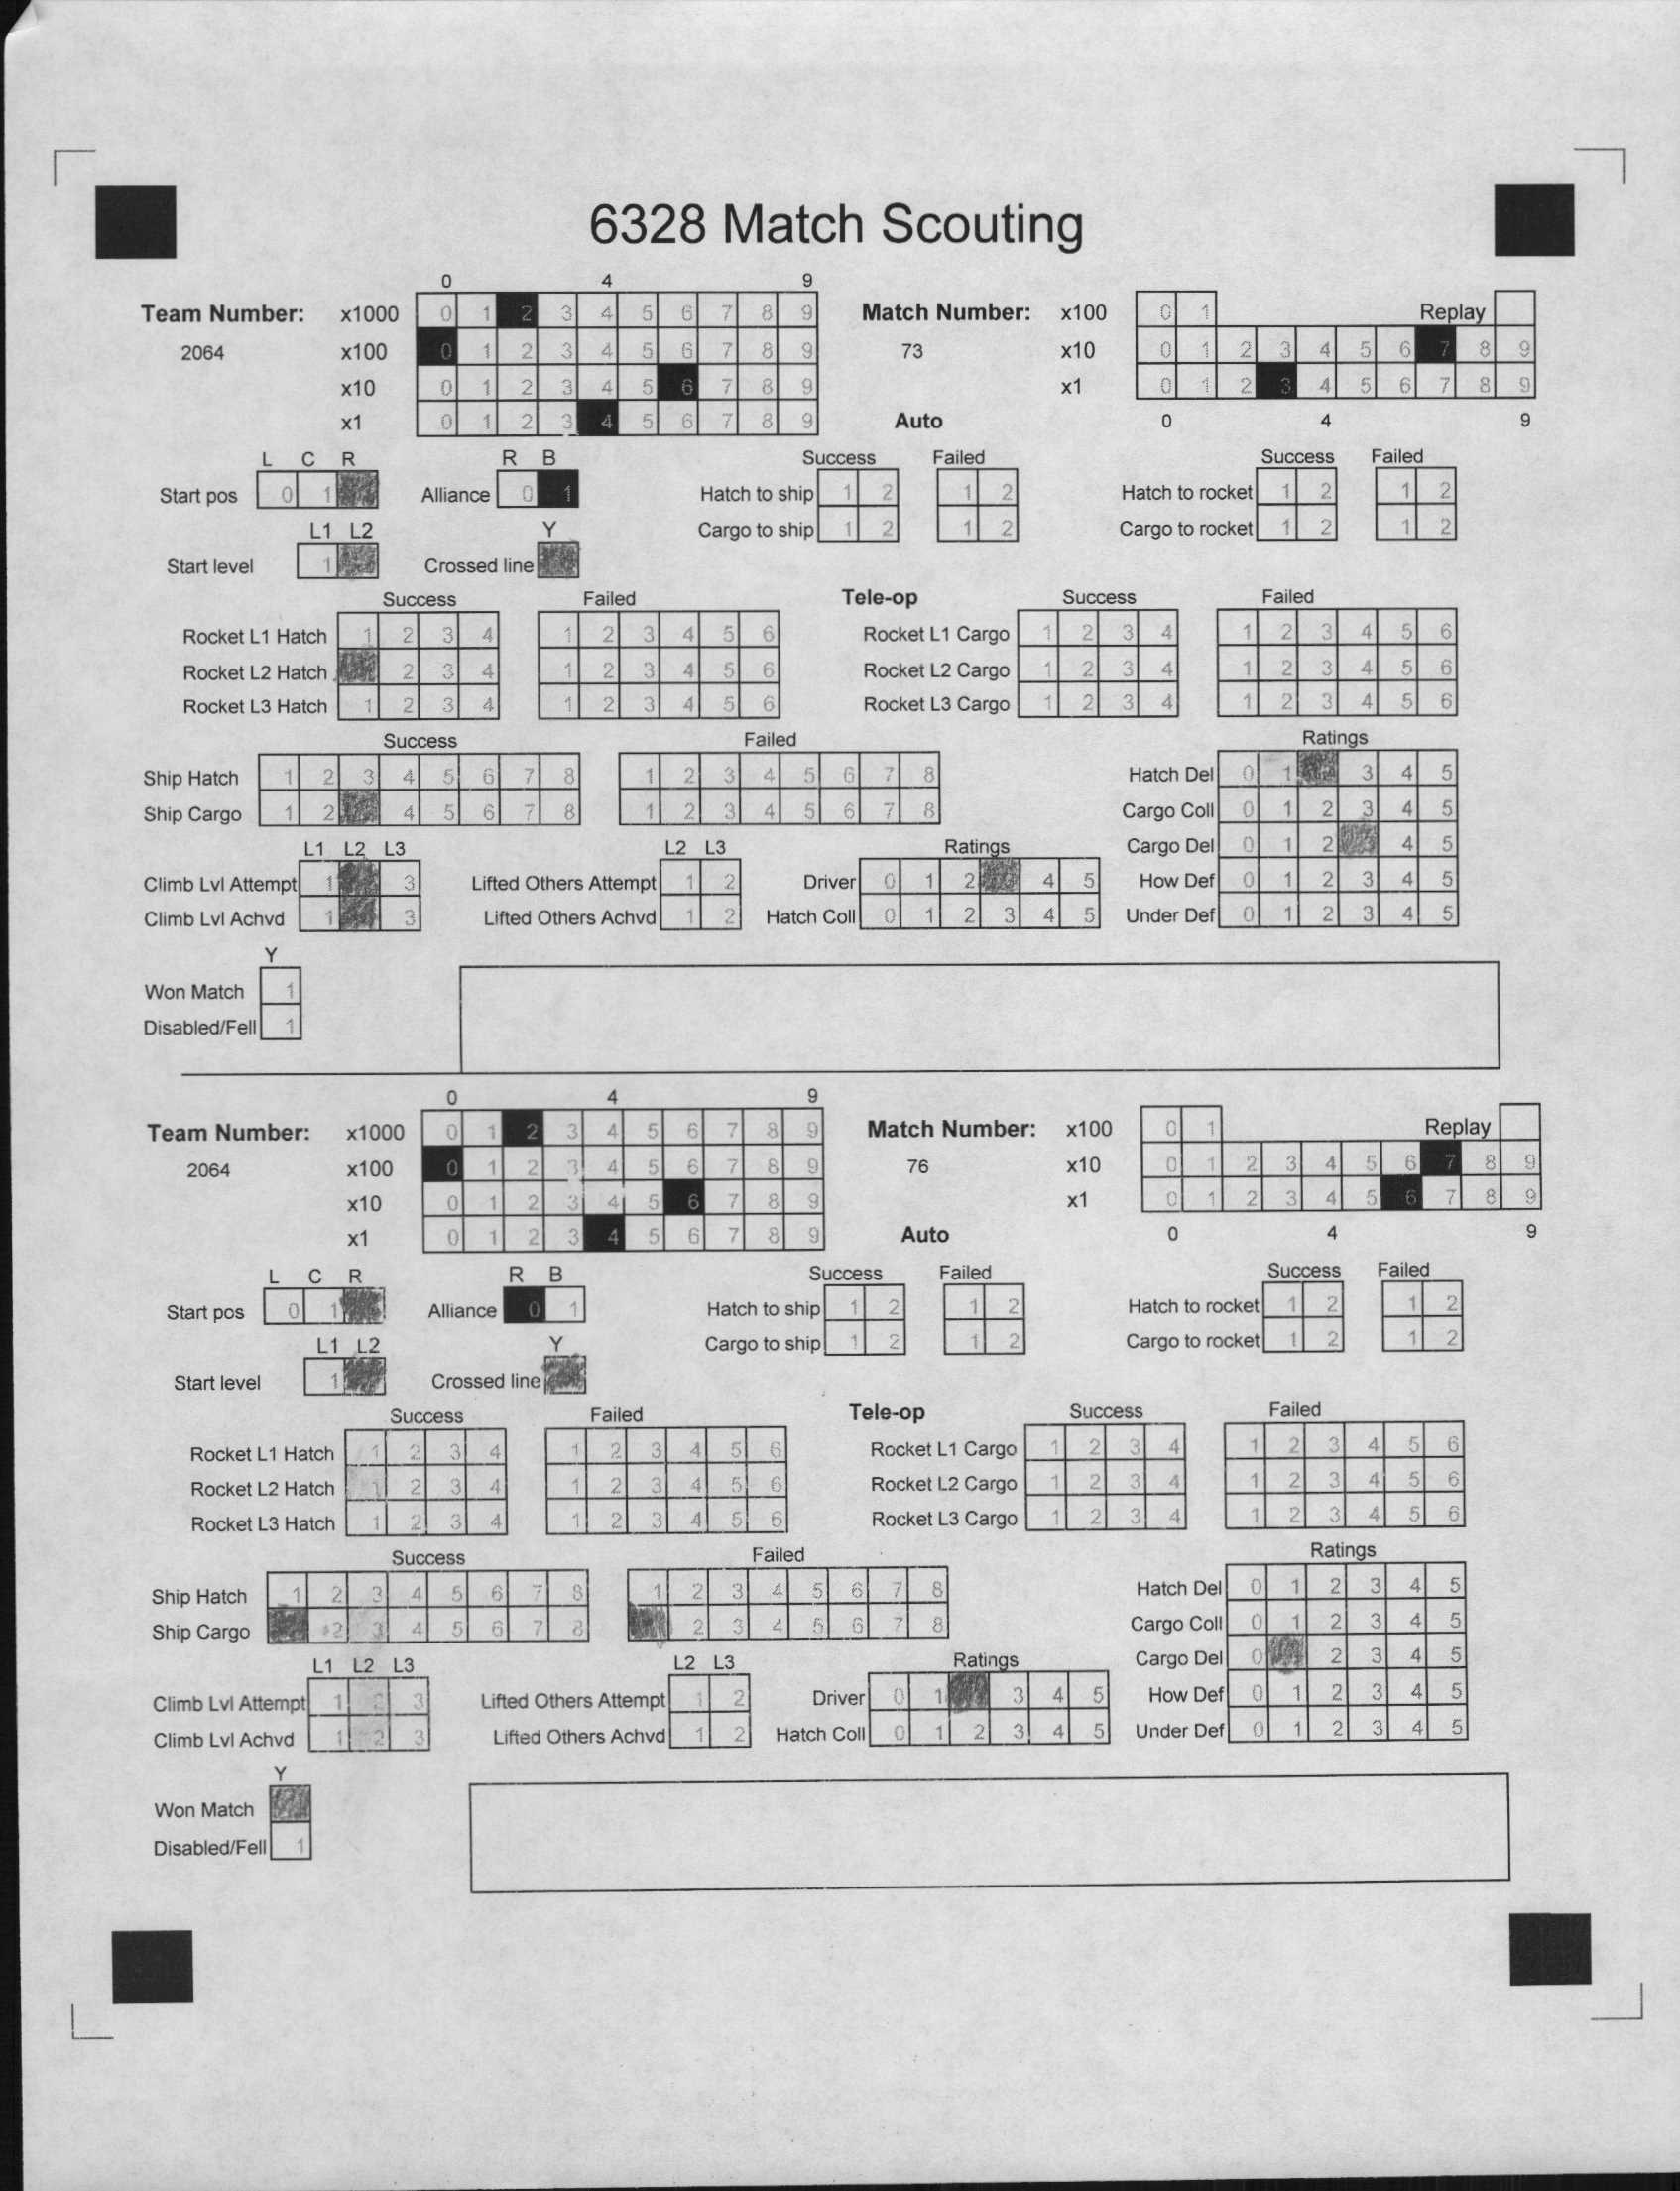 6328 Match Scouting
0 4 9
Team Number: x1000 0 1 2 3 4 5 6 7 8 9 Match Number: x100 0 1 Replay
2064 x100 0 1 2 3 4 5 6 7 8 9 73 x10 0 1 2 3 4 5 6 7 8 9
x10 0 1 2 3 4 5 6 7 8 9 x1 0 1 2 3 4 5 6 7 8 9
x1 0 1 2 3 4 5 6 7 8 9 Auto 0 4 9
L C R R B Success Failed Success Failed
Start pos 0 1 Alliance 0 1 Hatch to ship 1 2 1 2 Hatch to rocket 1 2 1 2
L1 L2 Y Cargo to ship 1 2 1 2 Cargo to rocket 1 2 1 2
Start level 1 Crossed line
Success Failed Tele-op Success Failed
Rocket L1 Hatch 1 2 3 4 1 2 3 4 5 6 Rocket L1 Cargo 1 2 3 4 1 2 3 4 5 6
Rocket L2 Hatch 2 3 4 1 2 3 4 5 6 Rocket L2 Cargo 1 2 3 4 1 2 3 4 5 6
Rocket L3 Hatch 1 2 3 4 1 2 3 4 5 6 Rocket L3 Cargo 1 2 3 4 1 2 3 4 5 6
Success Failed Ratings
Ship Hatch 1 2 3 4 5 6 7 8 1 2 3 4 5 6 7 8 Hatch Del 0 1 3 4 5
Ship Cargo 1 2 4 5 6 7 8 1 2 3 4 5 6 7 8 Cargo Coll 0 1 2 3 4 5
L1 L2 L3 L2 L3 Ratings Cargo Del 0 1 2 4 5
Climb Lvl Attempt 1 3 Lifted Others Attempt 1 2 Driver 0 1 2 4 5 How Def 0 1 2 3 4 5
Climb Lvl Achvd 1 3 Lifted Others Achvd 1 2 Hatch Coll 0 1 2 3 4 5 Under Def 0 1 2 3 4 5
Y
Won Match 1
Disabled/Fell 1
0 4 9
Team Number: x1000 0 1 2 3 4 5 6 7 8 9 Match Number: x100 0 1 Replay
2064 x100 0 1 2 3 4 5 6 7 8 9 76 x10 0 1 2 3 4 5 6 7 8 9
x10 0 1 2 3 4 5 6 7 8 9 x1 0 1 2 3 4 5 6 7 8 9
x1 0 1 2 3 4 5 6 7 8 9 Auto 0 4 9
L C R R B Success Failed Success Failed
Start pos 0 1 Alliance 0 1 Hatch to ship 1 2 1 2 Hatch to rocket 1 2 1 2
L1 L2 Y Cargo to ship 1 2 1 2 Cargo to rocket 1 2 1 2
Start level 1 Crossed line
Success Failed Tele-op Success Failed
Rocket L1 Hatch 1 2 3 4 1 2 3 4 5 6 Rocket L1 Cargo 1 2 3 4 1 2 3 4 5 6
Rocket L2 Hatch 1 2 3 4 1 2 3 4 5 6 Rocket L2 Cargo 1 2 3 4 1 2 3 4 5 6
Rocket L3 Hatch 1 2 3 4 1 2 3 4 5 6 Rocket L3 Cargo 1 2 3 4 1 2 3 4 5 6
Success Failed Ratings
Ship Hatch 1 2 3 4 5 6 7 8 1 2 3 4 5 6 7 8 Hatch Del 0 1 2 3 4 5
Ship Cargo 2 3 4 5 6 7 8 2 3 4 5 6 7 8 Cargo Coll 0 1 2 3 4 5
L1 L2 L3 L2 L3 Ratings Cargo Del 0 2 3 4 5
Climb Lvl Attempt 1 2 3 Lifted Others Attempt 1 2 Driver 0 1 3 4 5 How Def 0 1 2 3 4 5
Climb Lvl Achvd 1 2 3 Lifted Others Achvd 1 2 Hatch Coll 0 1 2 3 4 5 Under Def 0 1 2 3 4 5
Y
Won Match
Disabled/Fell 1